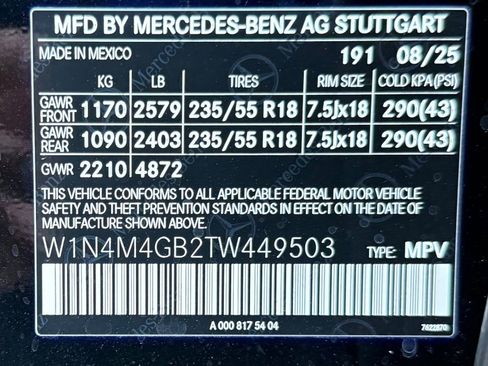 MFD BY MERCEDES-BENZ AG STUTTGART
MADE IN MEXICO 191 08/25
KG LB TIRES RIM SIZE COLD KPA(PSI)
GAWR FRONT 1170 2579 235/55 R18 7.5Jx18 290(43)
GAWR REAR 1090 2403 235/55 R18 7.5Jx18 290(43)
GVWR 2210 4872
THIS VEHICLE CONFORMS TO ALL APPLICABLE FEDERAL MOTOR VEHICLE
SAFETY AND THEFT PREVENTION STANDARDS IN EFFECT ON THE DATE OF
MANUFACTURE SHOWN ABOVE.
W1N4M4GB2TW449503 TYPE: MPV
A 000 817 54 04 7622870